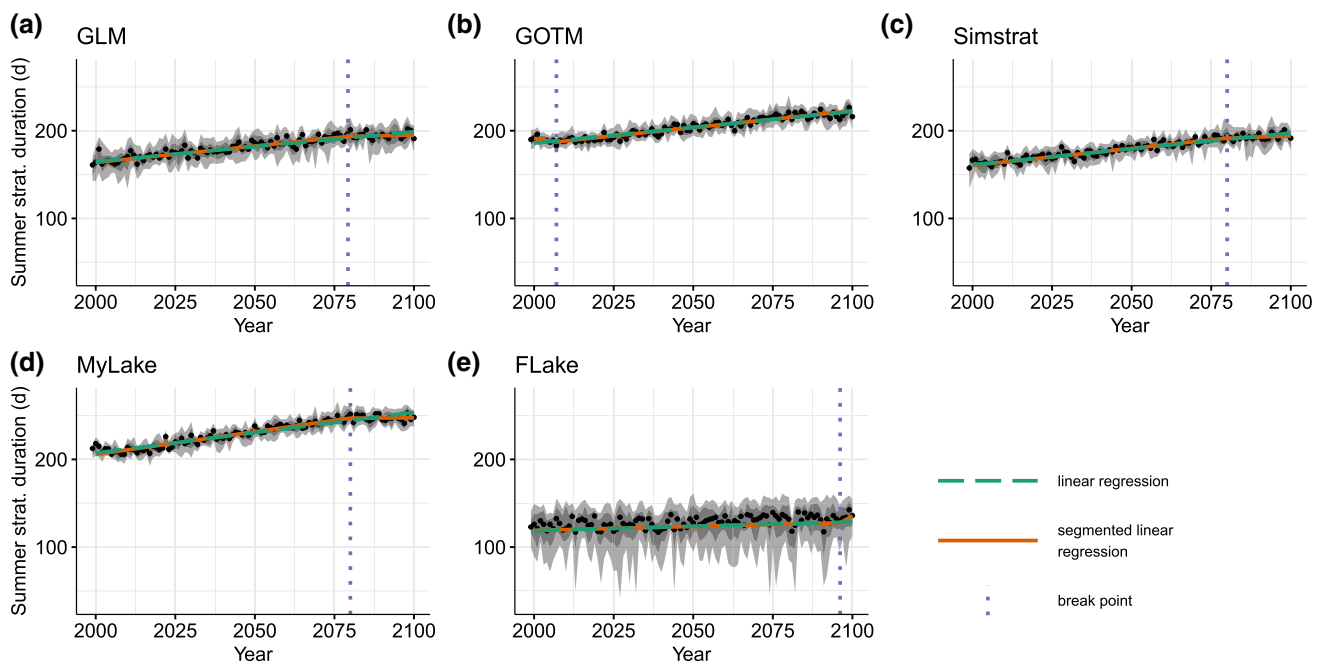 (a) GLM
(b) GOTM
(c) Simstrat
Summer strat. duration (d)
200
100
2000 2025 2050 2075 2100
Year
200
100
2000 2025 2050 2075 2100
Year
200
100
2000 2025 2050 2075 2100
Year
(d) MyLake
(e) FLake
Summer strat. duration (d)
200
100
2000 2025 2050 2075 2100
Year
200
100
2000 2025 2050 2075 2100
Year
linear regression
segmented linear
regression
break point